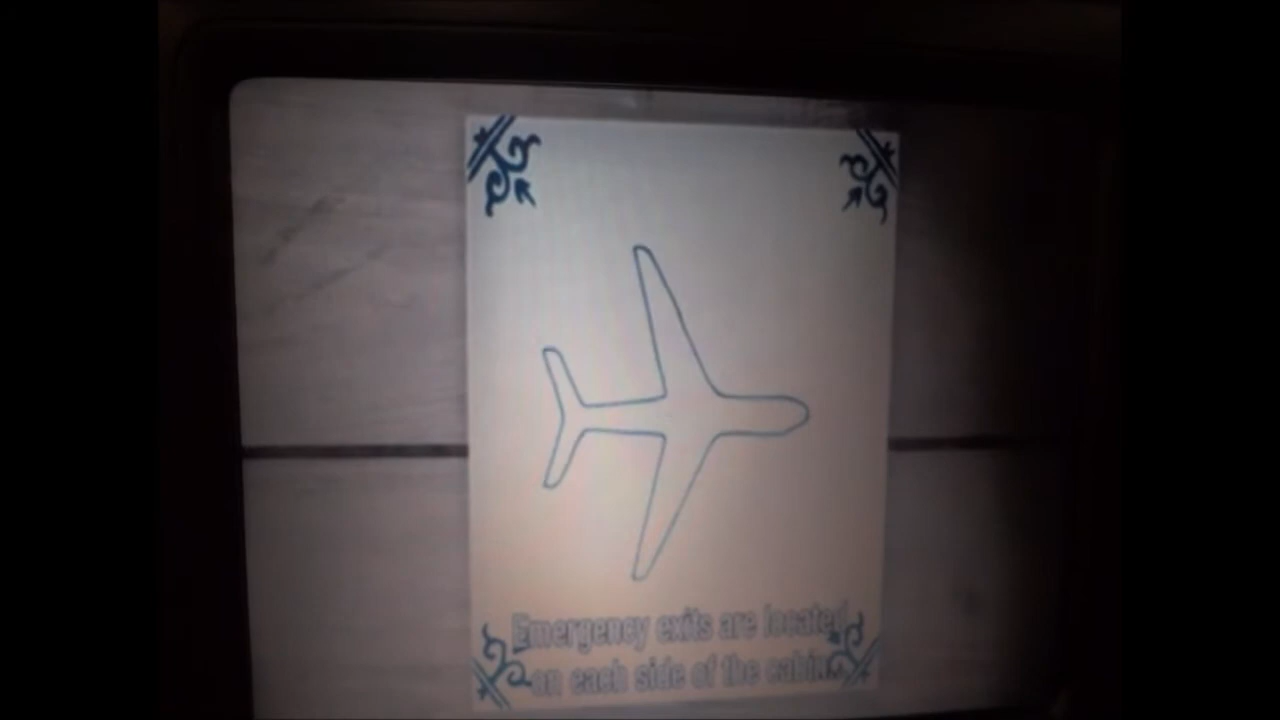 Emergency exits are located
on each side of the cabin.